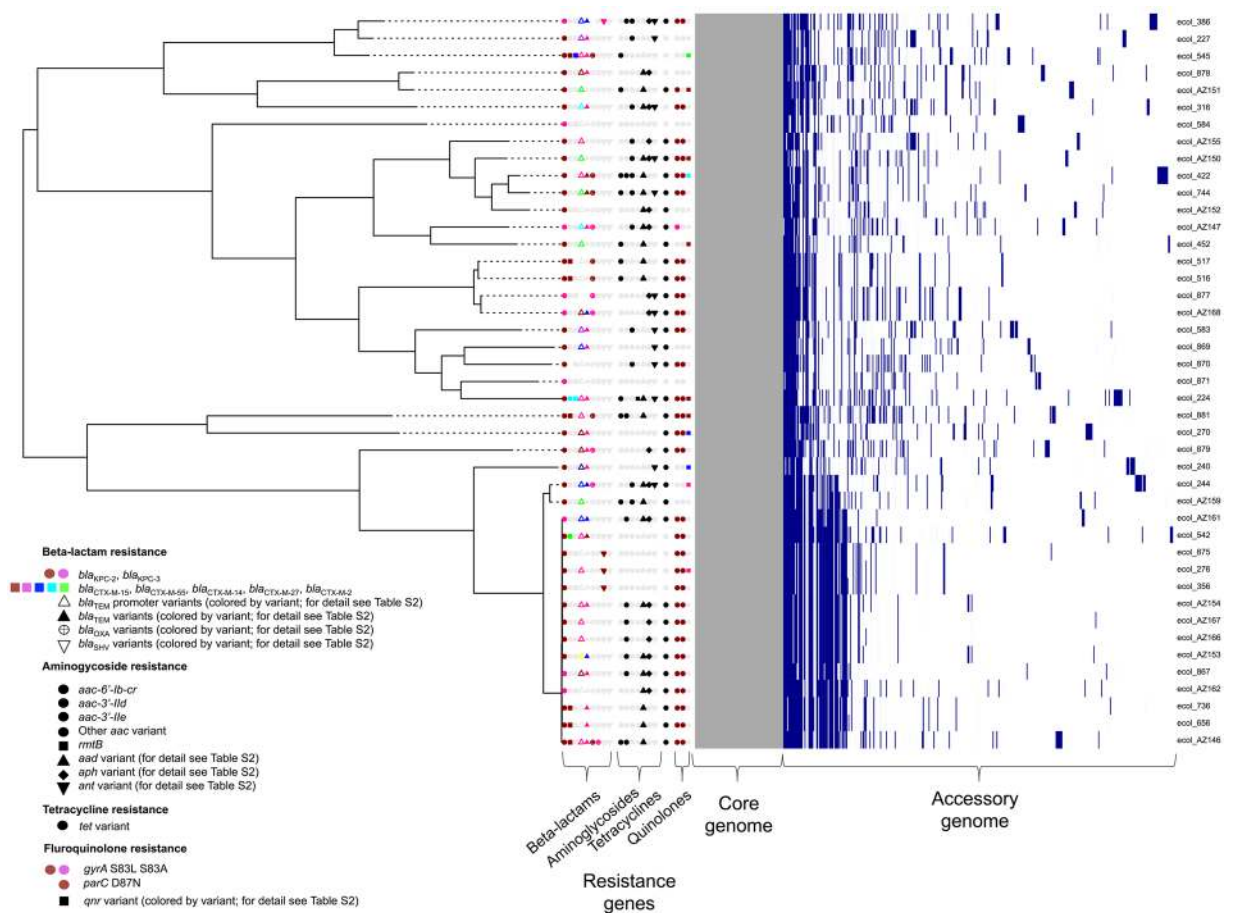 ecol_386
ecol_227
ecol_545
ecol_878
ecol_AZ151
ecol_316
ecol_584
ecol_AZ155
ecol_AZ150
ecol_422
ecol_744
ecol_AZ152
ecol_AZ147
ecol_452
ecol_517
ecol_516
ecol_877
ecol_AZ168
ecol_583
ecol_869
ecol_870
ecol_871
ecol_224
ecol_881
ecol_270
ecol_879
ecol_240
ecol_244
ecol_AZ159
ecol_AZ161
ecol_542
ecol_875
ecol_276
ecol_356
ecol_AZ154
ecol_AZ167
ecol_AZ166
ecol_AZ153
ecol_867
ecol_AZ162
ecol_736
ecol_656
ecol_AZ146
Beta-lactam resistance
blaKPC-2, blaKPC-3
blaCTX-M-15, blaCTX-M-55, blaCTX-M-14, blaCTX-M-27, blaCTX-M-2
blaTEM promoter variants (colored by variant; for detail see Table S2)
blaTEM variants (colored by variant; for detail see Table S2)
blaOXA variants (colored by variant; for detail see Table S2)
blaSHV variants (colored by variant; for detail see Table S2)
Aminogycoside resistance
aac-6'-Ib-cr
aac-3'-IId
aac-3'-IIe
Other aac variant
rmtB
aad variant (for detail see Table S2)
aph variant (for detail see Table S2)
ant variant (for detail see Table S2)
Tetracycline resistance
tet variant
Fluroquinolone resistance
gyrA S83L S83A
parC D87N
qnr variant (colored by variant; for detail see Table S2)
Beta-lactams
Aminoglycosides
Tetracyclines
Quinolones
Resistance
genes
Core
genome
Accessory
genome